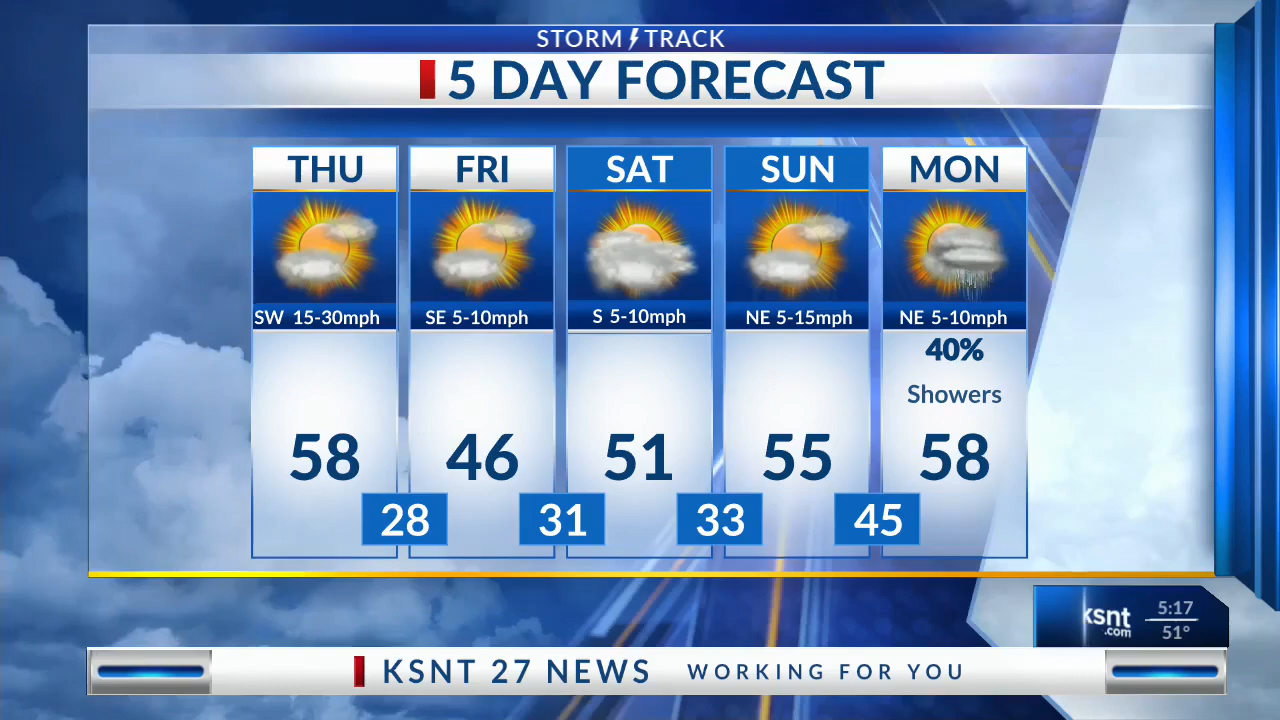 STORM TRACK
5 DAY FORECAST
THU FRI SAT SUN MON
SW 15-30mph SE 5-10mph S 5-10mph NE 5-15mph NE 5-10mph
40%
Showers
58 46 51 55 58
28 31 33 45
ksnt
.com
5:17
51°
KSNT 27 NEWS WORKING FOR YOU